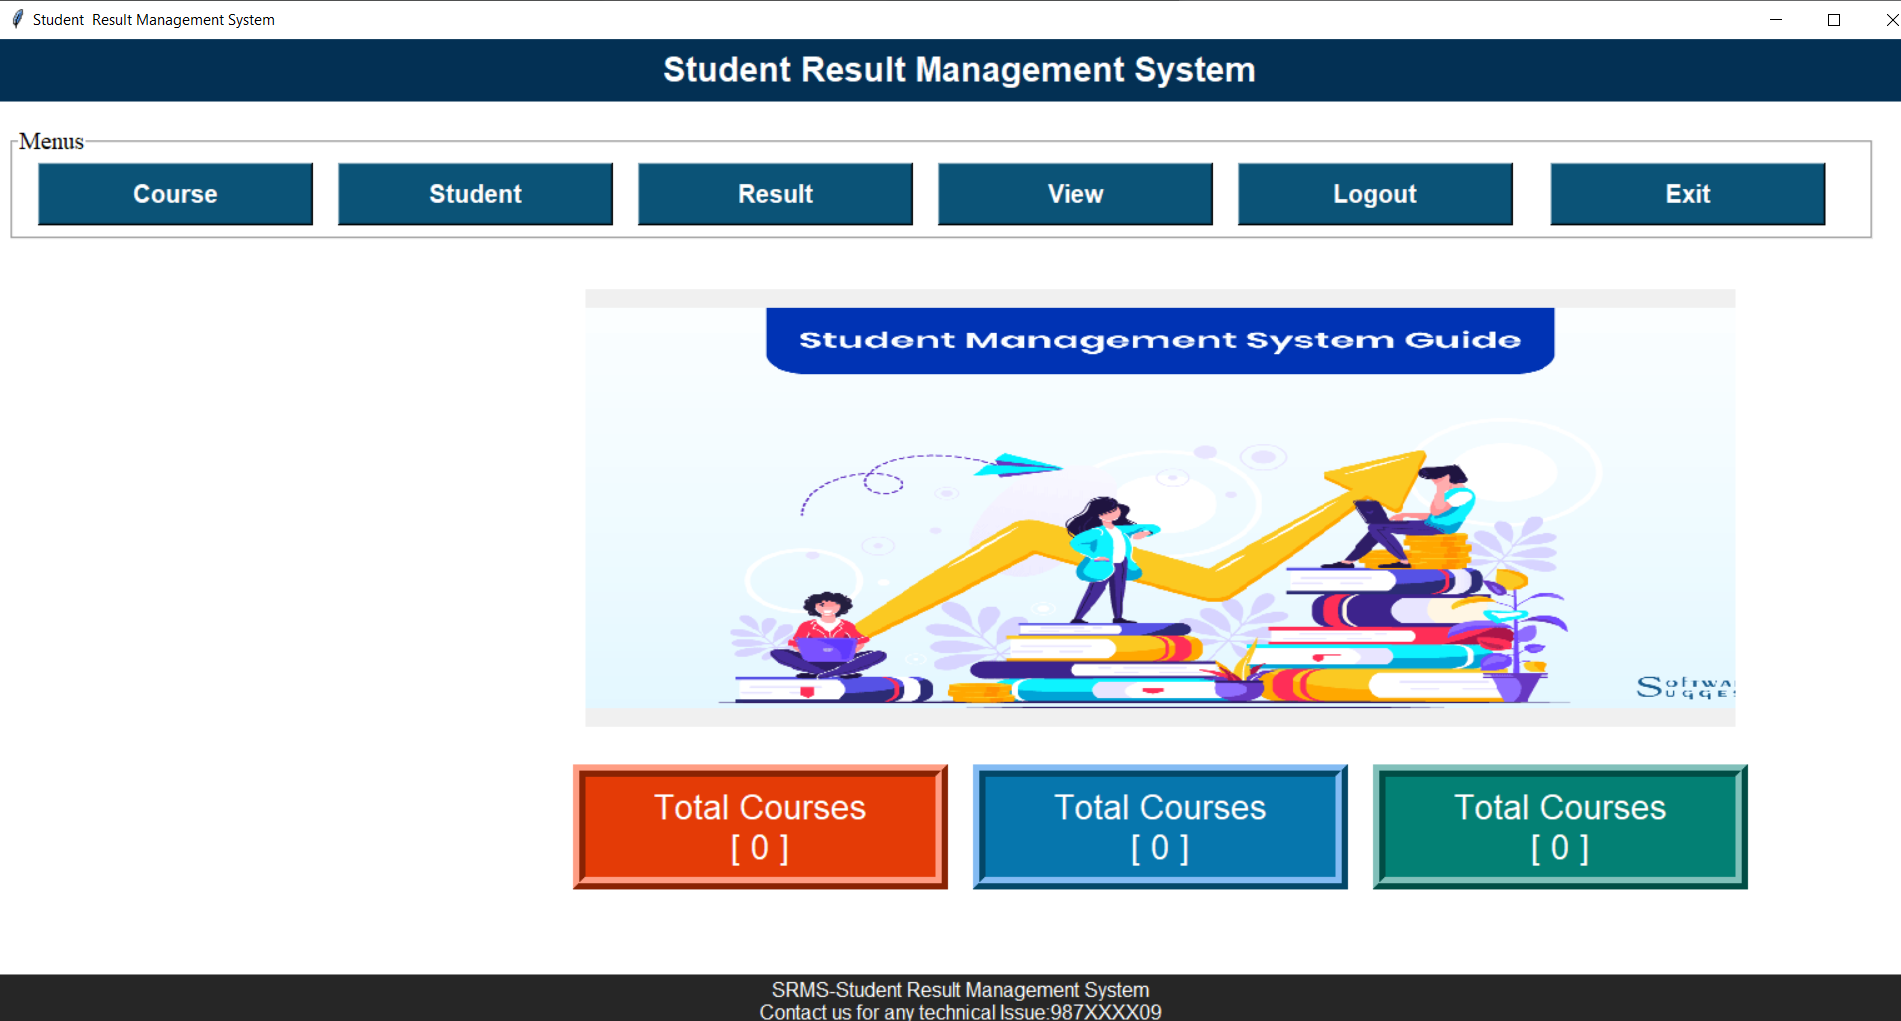 Student  Result Management System
Student Result Management System
Menus
Course
Student
Result
View
Logout
Exit
Student Management System Guide
Total Courses
[ 0 ]
Total Courses
[ 0 ]
Total Courses
[ 0 ]
SRMS-Student Result Management System
Contact us for any technical Issue:987XXXX09